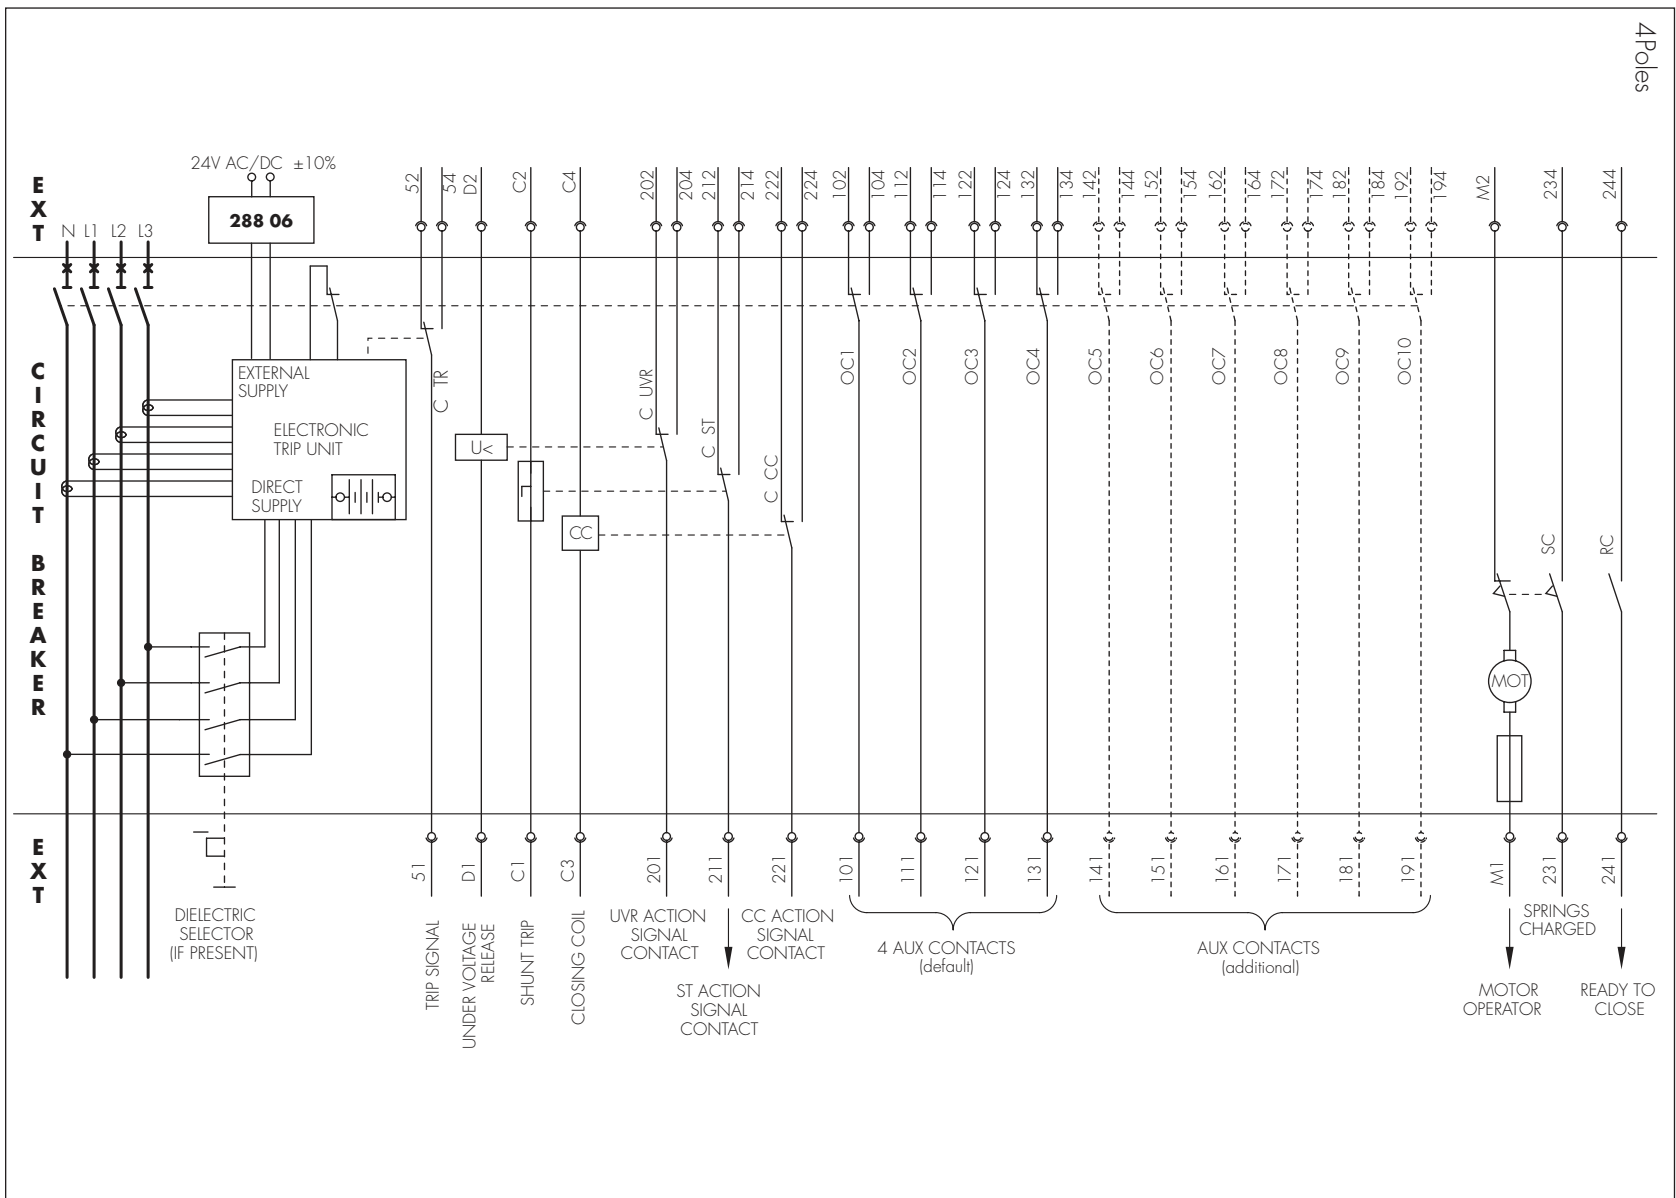 4Poles
24V AC/DC ±10%
288 06
EXT
N L1 L2 L3
52
54
D2
C2
C4
202
204
212
214
222
224
102
104
112
114
122
124
132
134
142
144
152
154
162
164
172
174
182
184
192
194
M2
234
244
CIRCUIT BREAKER
EXTERNAL
SUPPLY
ELECTRONIC
TRIP UNIT
DIRECT
SUPPLY
C TR
U<
CC
C UVR
C ST
C CC
OC1
OC2
OC3
OC4
OC5
OC6
OC7
OC8
OC9
OC10
SC
RC
MOT
EXT
51
D1
C1
C3
201
211
221
101
111
121
131
141
151
161
171
181
191
M1
231
241
DIELECTRIC
SELECTOR
(IF PRESENT)
TRIP SIGNAL
UNDER VOLTAGE
RELEASE
SHUNT TRIP
CLOSING COIL
UVR ACTION
SIGNAL
CONTACT
ST ACTION
SIGNAL
CONTACT
CC ACTION
SIGNAL
CONTACT
4 AUX CONTACTS
(default)
AUX CONTACTS
(additional)
SPRINGS
CHARGED
MOTOR
OPERATOR
READY TO
CLOSE